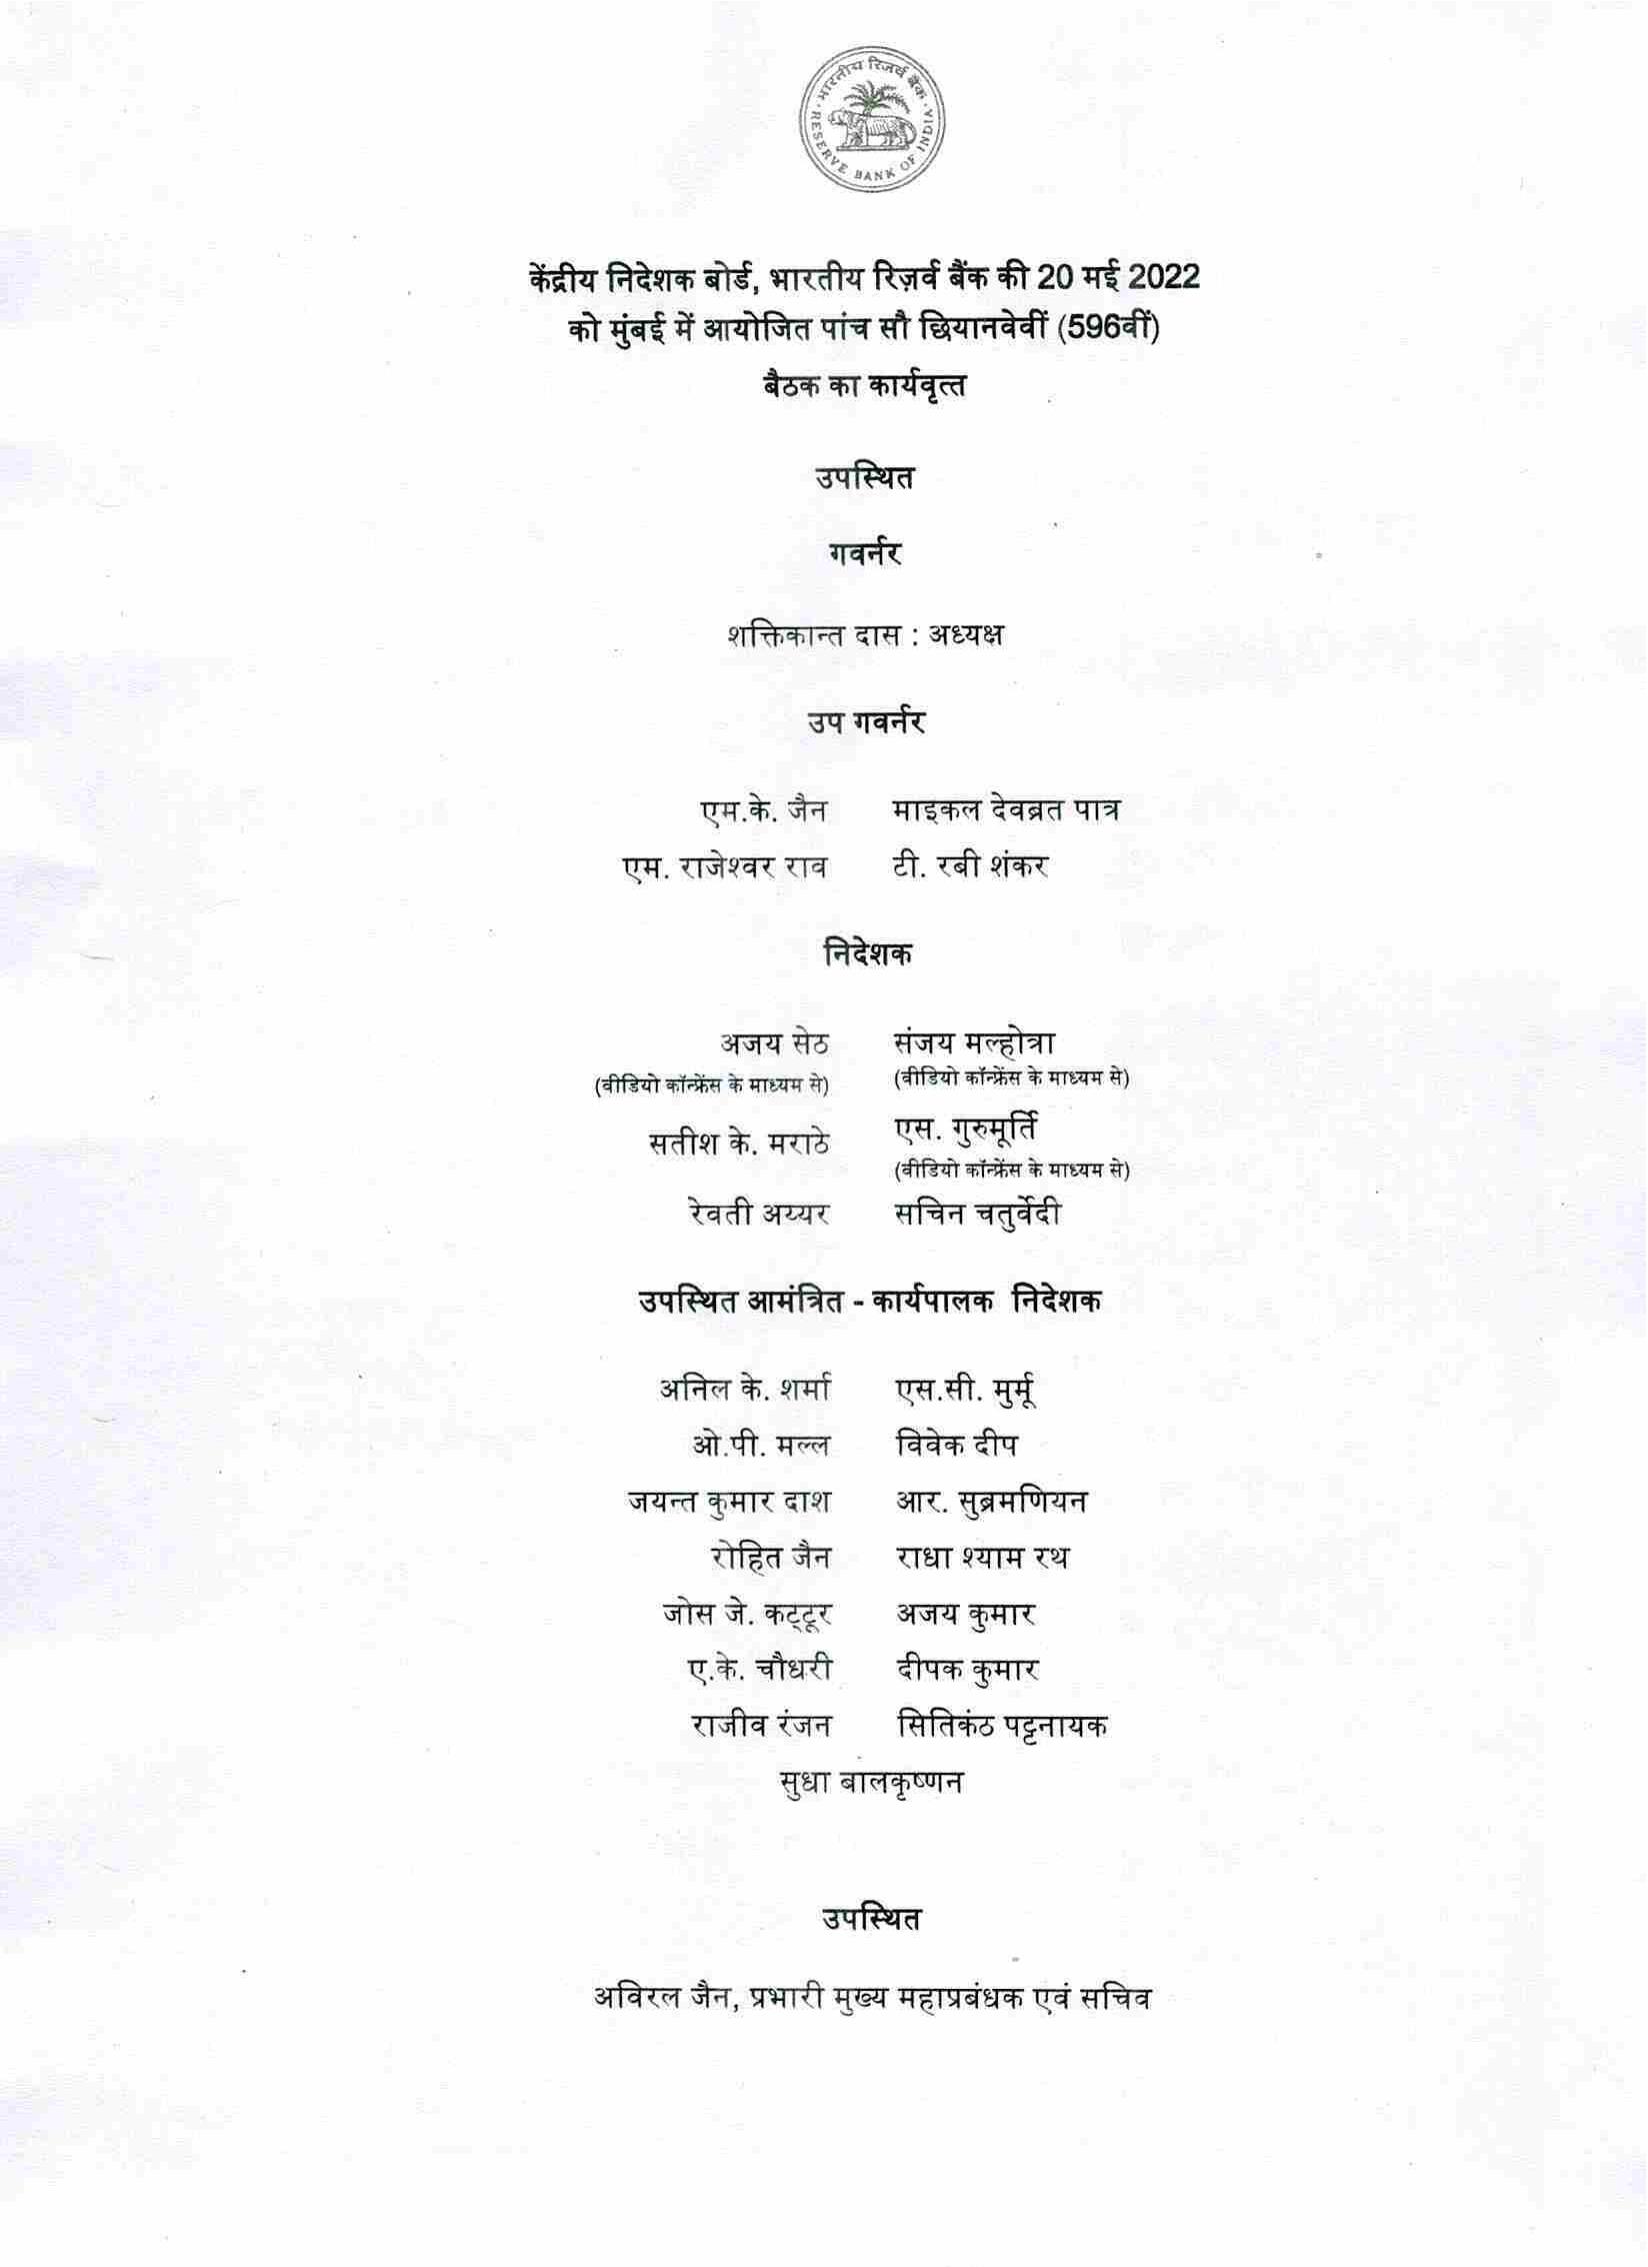 भारतीय रिज़र्व बैंक
RESERVE BANK OF INDIA
केंद्रीय निदेशक बोर्ड, भारतीय रिज़र्व बैंक की 20 मई 2022
को मुंबई में आयोजित पांच सौ छियानवेवीं (596वीं)
बैठक का कार्यवृत्त
उपस्थित
गवर्नर
शक्तिकान्त दास : अध्यक्ष
उप गवर्नर
एम.के. जैन माइकल देवब्रत पात्र
एम. राजेश्वर राव टी. रबी शंकर
निदेशक
अजय सेठ संजय मल्होत्रा
(वीडियो कॉन्फ्रेंस के माध्यम से) (वीडियो कॉन्फ्रेंस के माध्यम से)
सतीश के. मराठे एस. गुरुमूर्ति
(वीडियो कॉन्फ्रेंस के माध्यम से)
रेवती अय्यर सचिन चतुर्वेदी
उपस्थित आमंत्रित - कार्यपालक निदेशक
अनिल के. शर्मा एस.सी. मुर्मू
ओ.पी. मल्ल विवेक दीप
जयन्त कुमार दाश आर. सुब्रमणियन
रोहित जैन राधा श्याम रथ
जोस जे. कट्टूर अजय कुमार
ए.के. चौधरी दीपक कुमार
राजीव रंजन सितिकंठ पट्टनायक
सुधा बालकृष्णन
उपस्थित
अविरल जैन, प्रभारी मुख्य महाप्रबंधक एवं सचिव